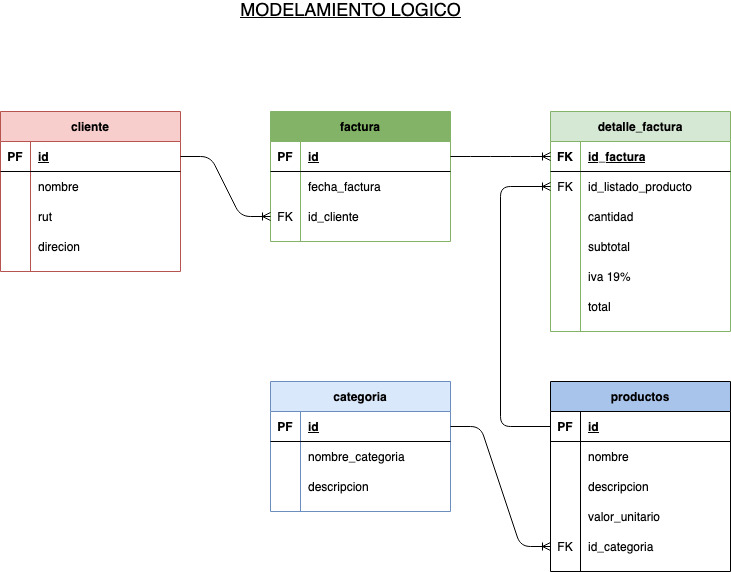 MODELAMIENTO LOGICO
cliente
PF id
nombre
rut
direcion
factura
PF id
fecha_factura
FK id_cliente
detalle_factura
FK id_factura
FK id_listado_producto
cantidad
subtotal
iva 19%
total
categoria
PF id
nombre_categoria
descripcion
productos
PF id
nombre
descripcion
valor_unitario
FK id_categoria